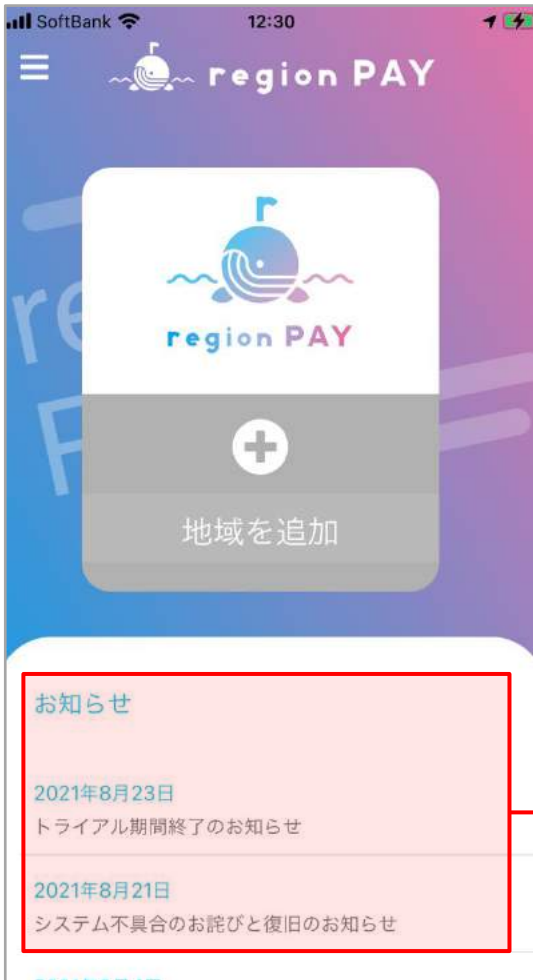 SoftBank 12:30
region PAY
region PAY
地域を追加
お知らせ
2021年8月23日
トライアル期間終了のお知らせ
2021年8月21日
システム不具合のお詫びと復旧のお知らせ